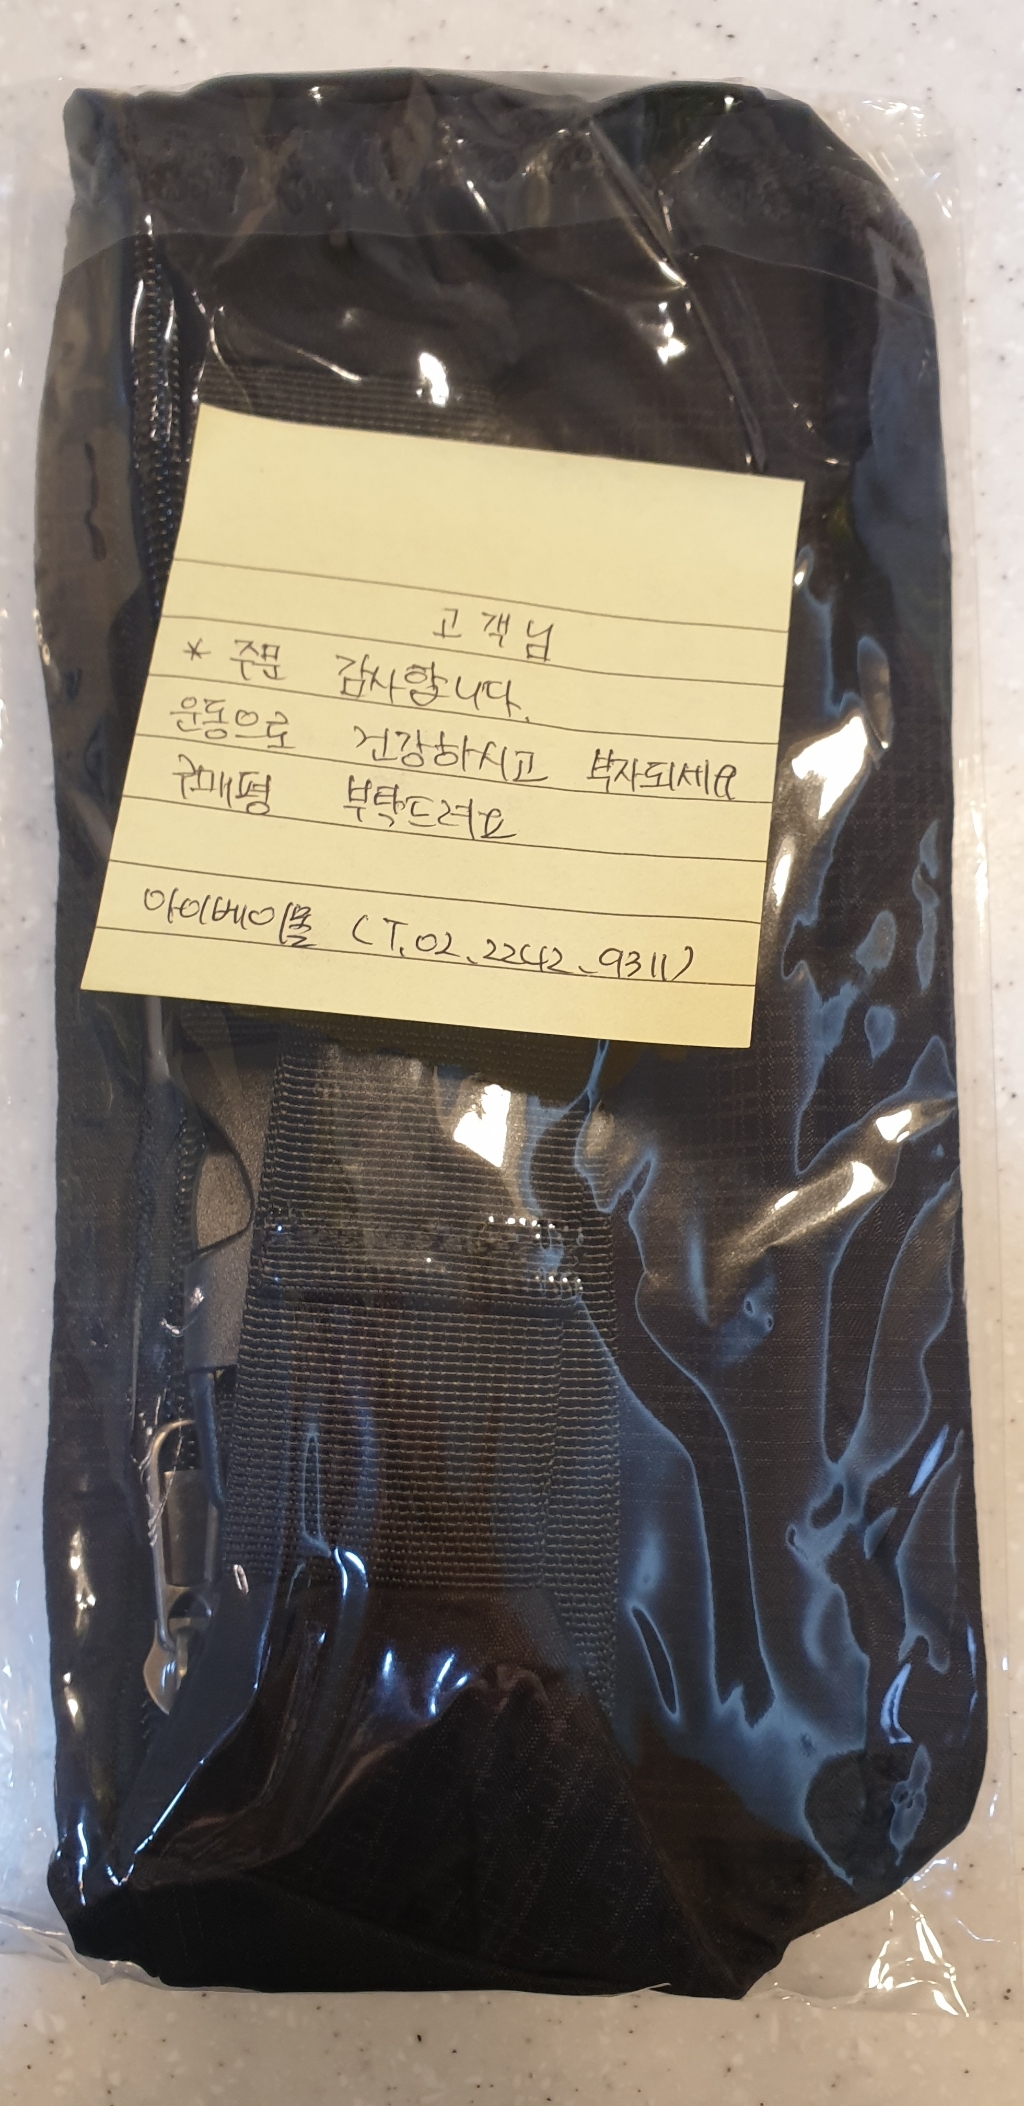 고객님
* 주문 감사합니다.
운동으로 건강하시고 부자되세요
구매평 부탁드려요
아이베이몰 (T.02.2242-9311)